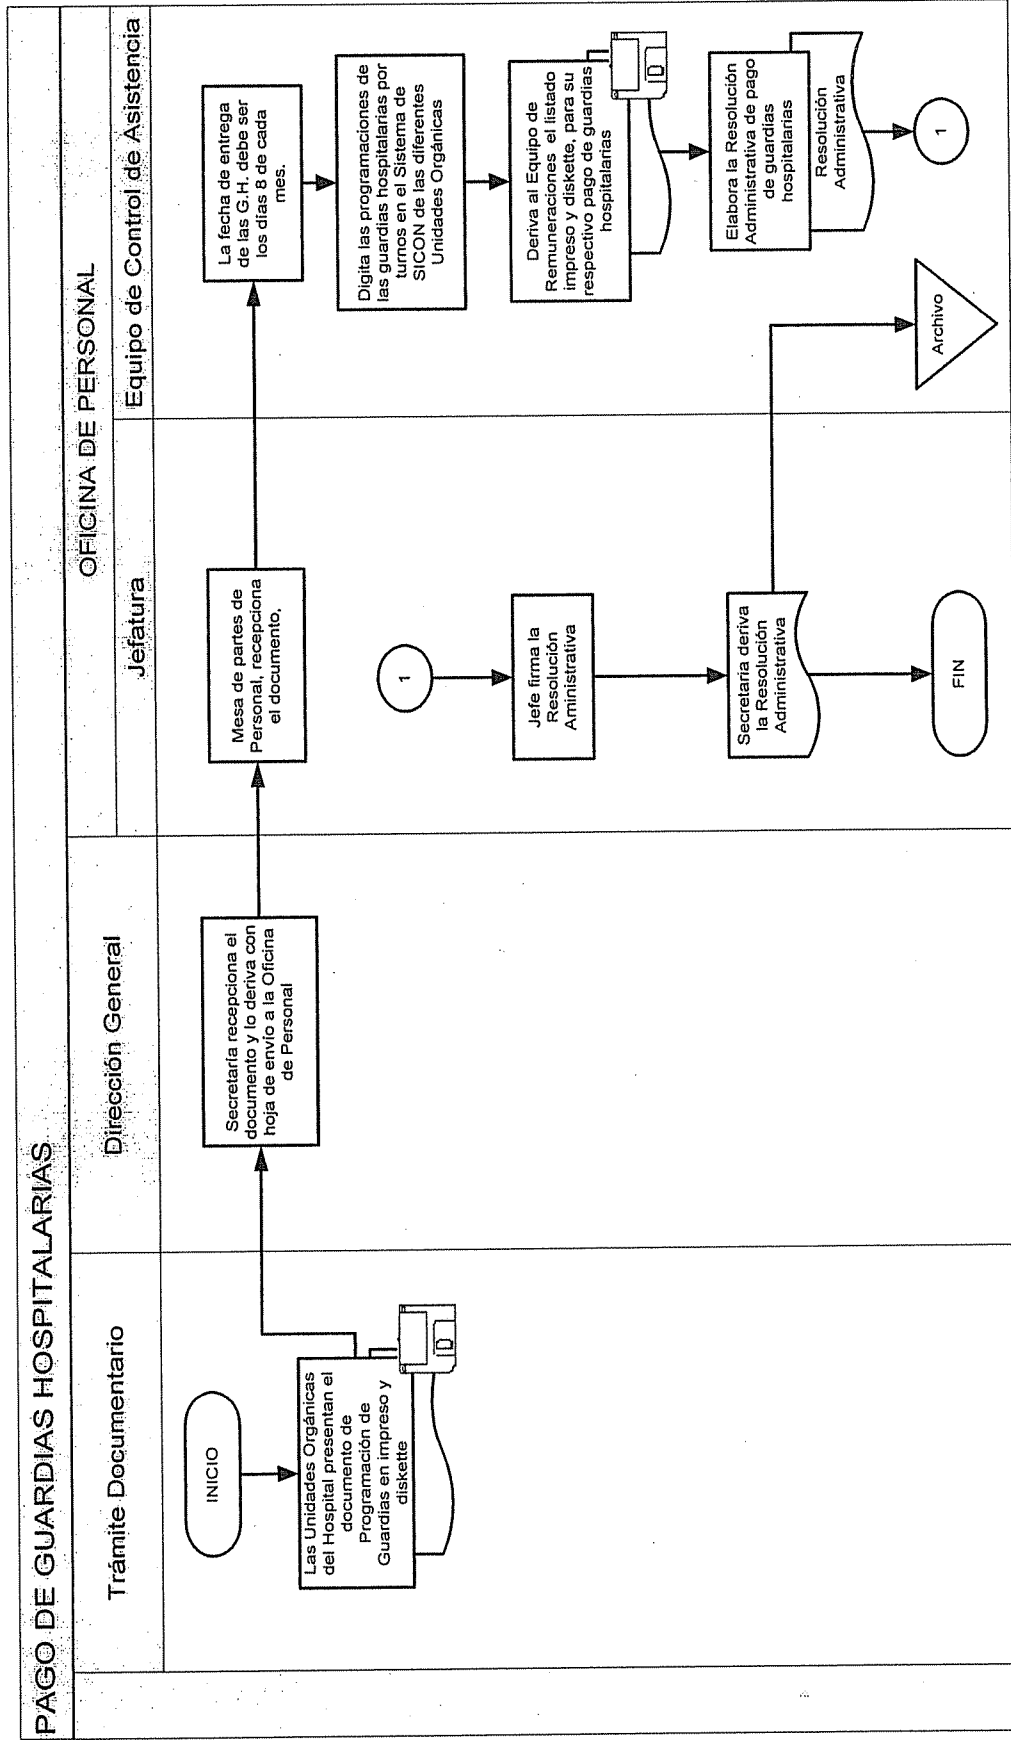 PAGO DE GUARDIAS HOSPITALARIAS
Trámite Documentario
Dirección General
OFICINA DE PERSONAL
Jefatura
Equipo de Control de Asistencia
INICIO
Las Unidades Orgánicas
del Hospital presentan el
documento de
Programación de
Guardias en impreso y
diskette
Secretaría recepciona el
documento y lo deriva con
hoja de envío a la Oficina
de Personal
Mesa de partes de
Personal, recepciona
el documento,
La fecha de entrega
de las G.H. debe ser
los días 8 de cada
mes.
Digita las programaciones de
las guardias hospitalarias por
turnos en el Sistema de
SICON de las diferentes
Unidades Orgánicas
Deriva al Equipo de
Remuneraciones el listado
impreso y diskette, para su
respectivo pago de guardias
hospitalarias
Elabora la Resolución
Administrativa de pago
de guardias
hospitalarias
Resolución
Administrativa
1
1
Jefe firma la
Resolución
Aministrativa
Secretaria deriva
la Resolución
Administrativa
Archivo
FIN